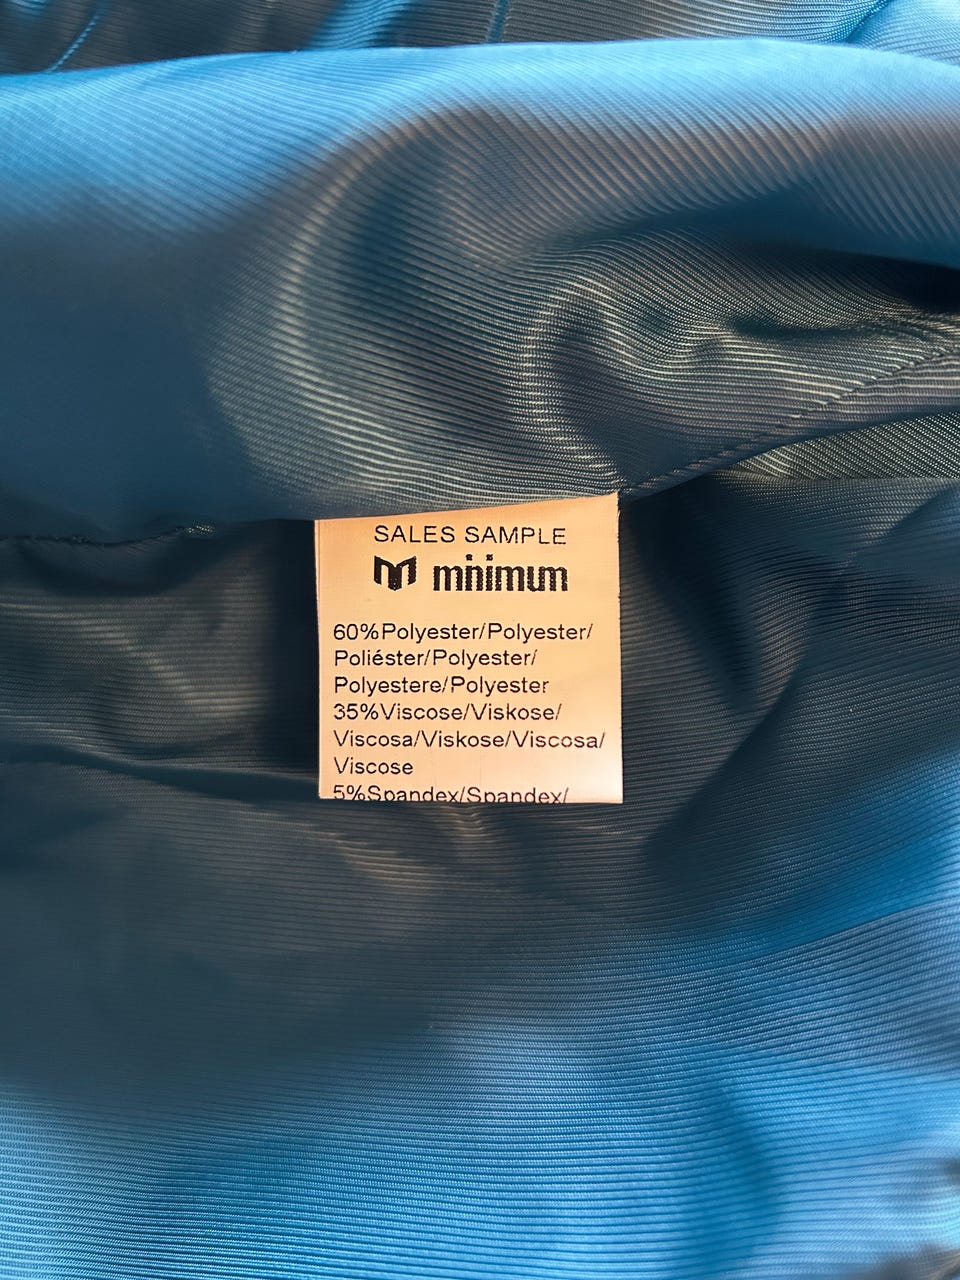 SALES SAMPLE
minimum
60%Polyester/Polyester/
Poliéster/Polyester/
Polyestere/Polyester
35%Viscose/Viskose/
Viscosa/Viskose/Viscosa/
Viscose
5%Spandex/Spandex/